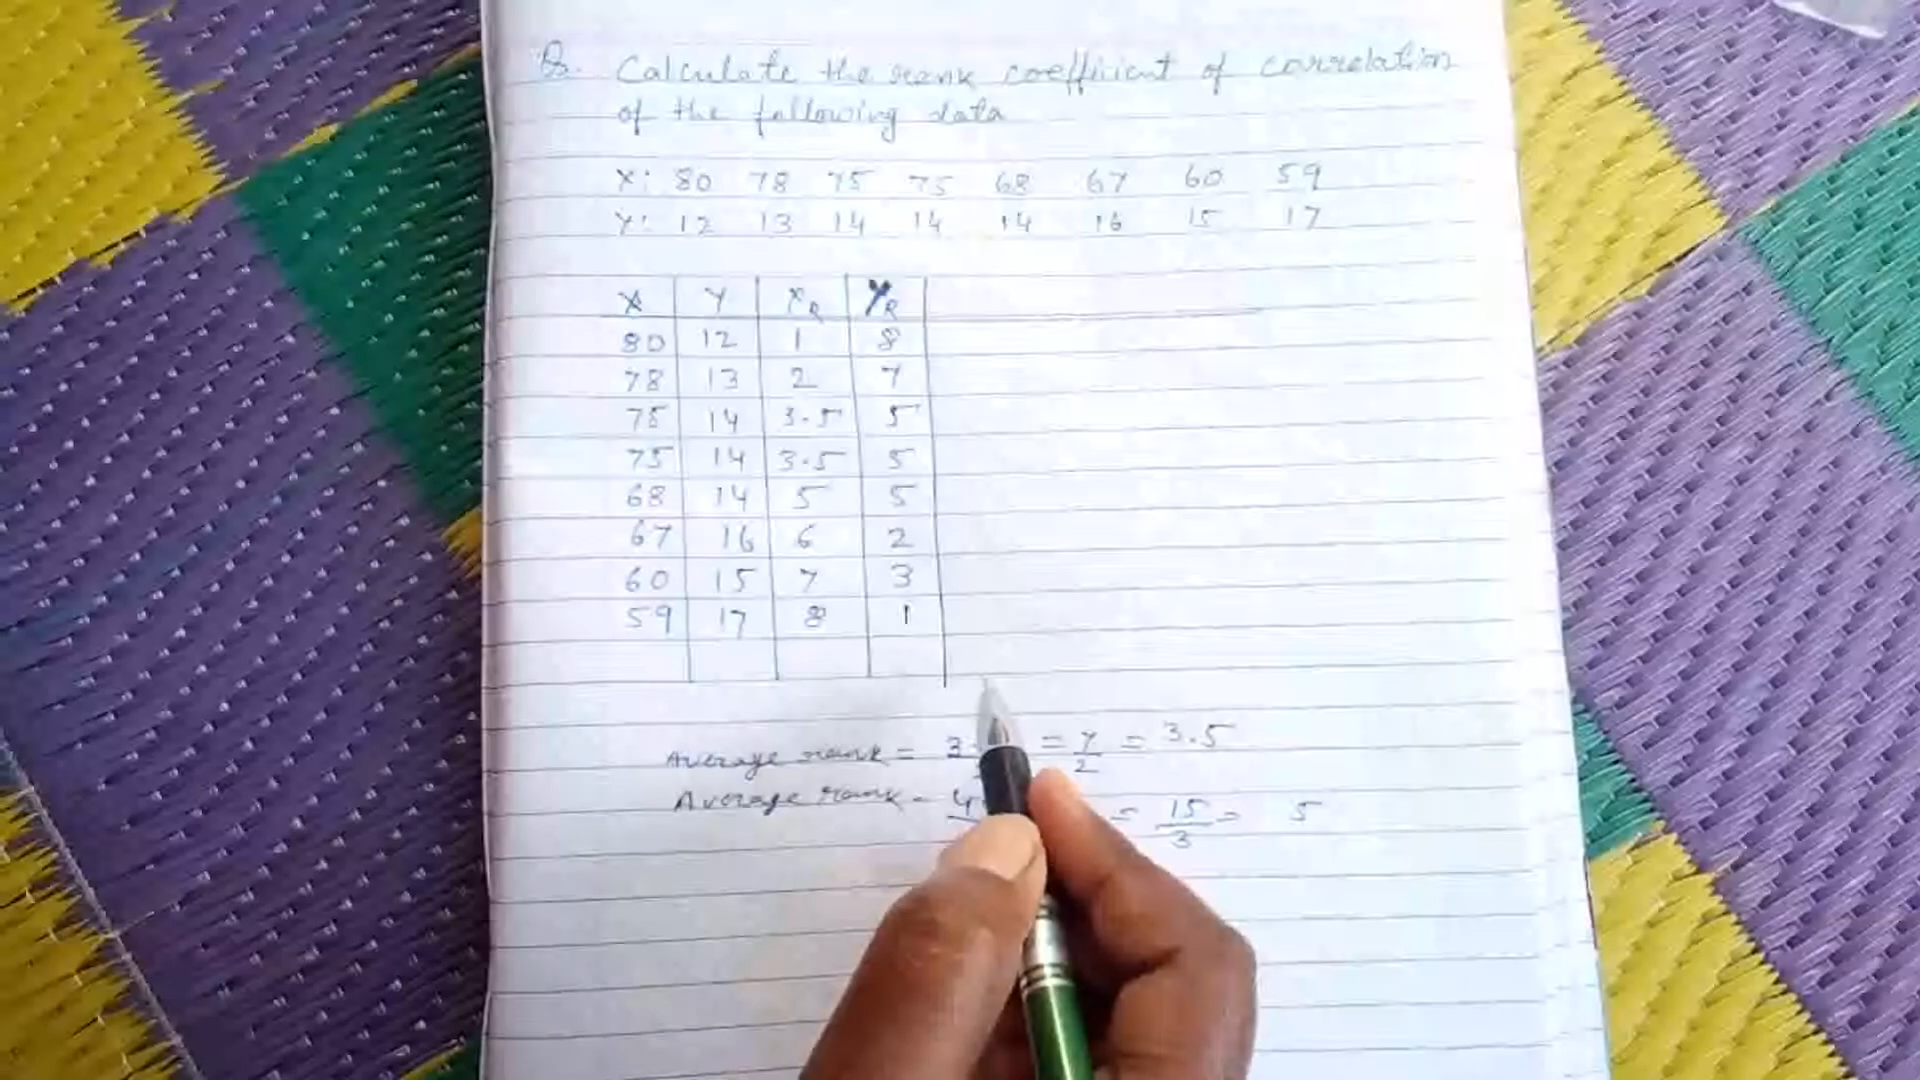 Q. Calculate the rank coefficient of correlation
of the following data
X: 80 78 75 75 68 67 60 59
Y: 12 13 14 14 14 16 15 17
X Y XR YR
80 12 1 8
78 13 2 7
75 14 3.5 5
75 14 3.5 5
68 14 5 5
67 16 6 2
60 15 7 3
59 17 8 1
Average rank = 3 = 7/2 = 3.5
Average rank = 4 = 15/3 = 5